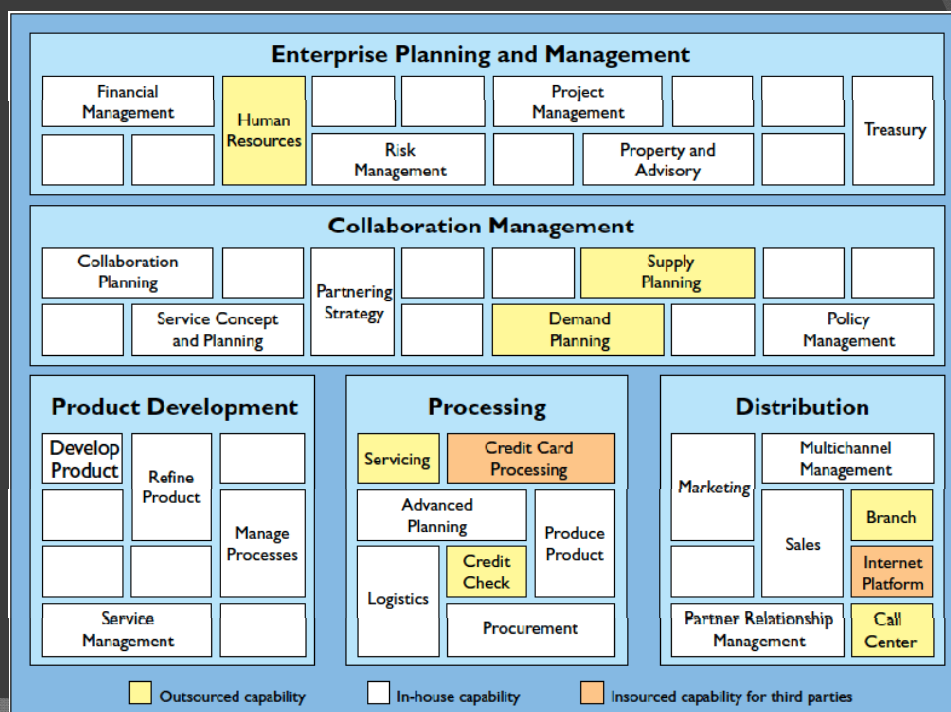 Enterprise Planning and Management
Financial
Management
Human
Resources
Risk
Management
Project
Management
Property and
Advisory
Treasury
Collaboration Management
Collaboration
Planning
Service Concept
and Planning
Partnering
Strategy
Supply
Planning
Demand
Planning
Policy
Management
Product Development
Develop
Product
Refine
Product
Manage
Processes
Service
Management
Processing
Servicing
Credit Card
Processing
Advanced
Planning
Produce
Product
Logistics
Credit
Check
Procurement
Distribution
Marketing
Multichannel
Management
Sales
Branch
Internet
Platform
Partner Relationship
Management
Call
Center
Outsourced capability
In-house capability
Insourced capability for third parties